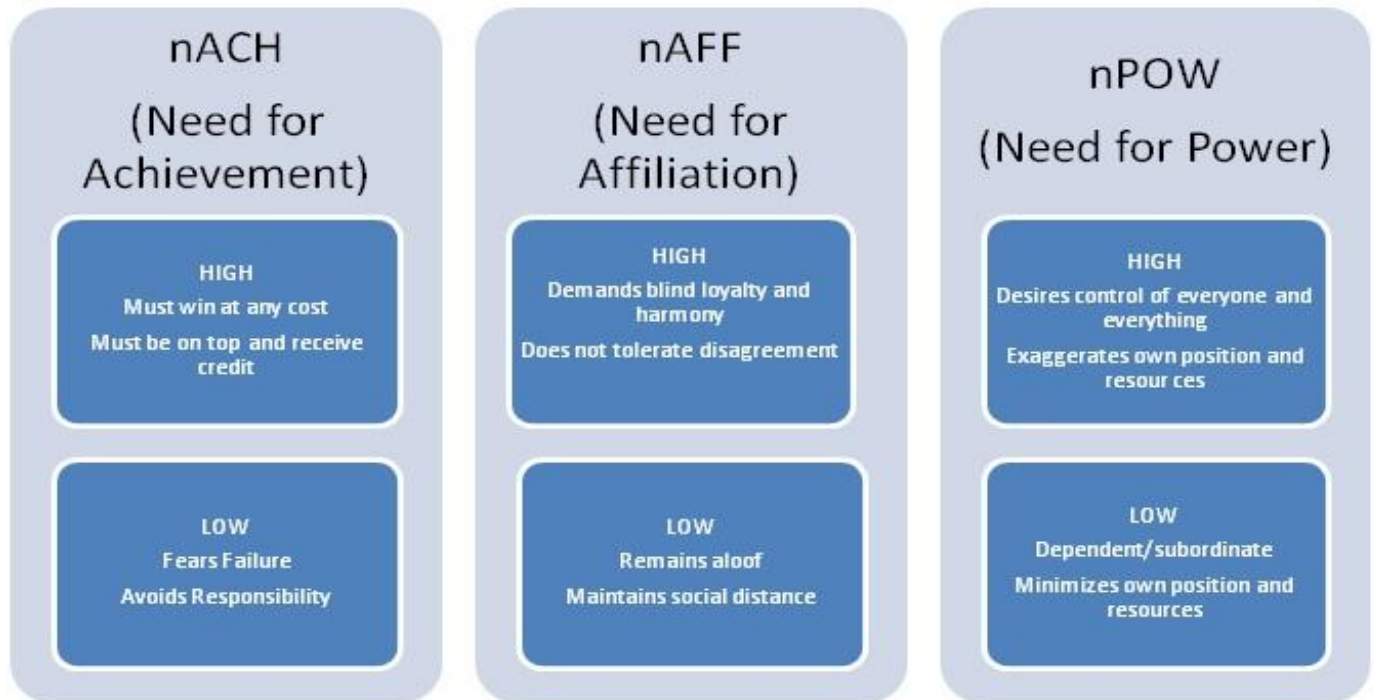 nACH
(Need for
Achievement)
HIGH
Must win at any cost
Must be on top and receive
credit
LOW
Fears Failure
Avoids Responsibility
nAFF
(Need for
Affiliation)
HIGH
Demands blind loyalty and
harmony
Does not tolerate disagreement
LOW
Remains aloof
Maintains social distance
nPOW
(Need for Power)
HIGH
Desires control of everyone and
everything
Exaggerates own position and
resources
LOW
Dependent/subordinate
Minimizes own position and
resources